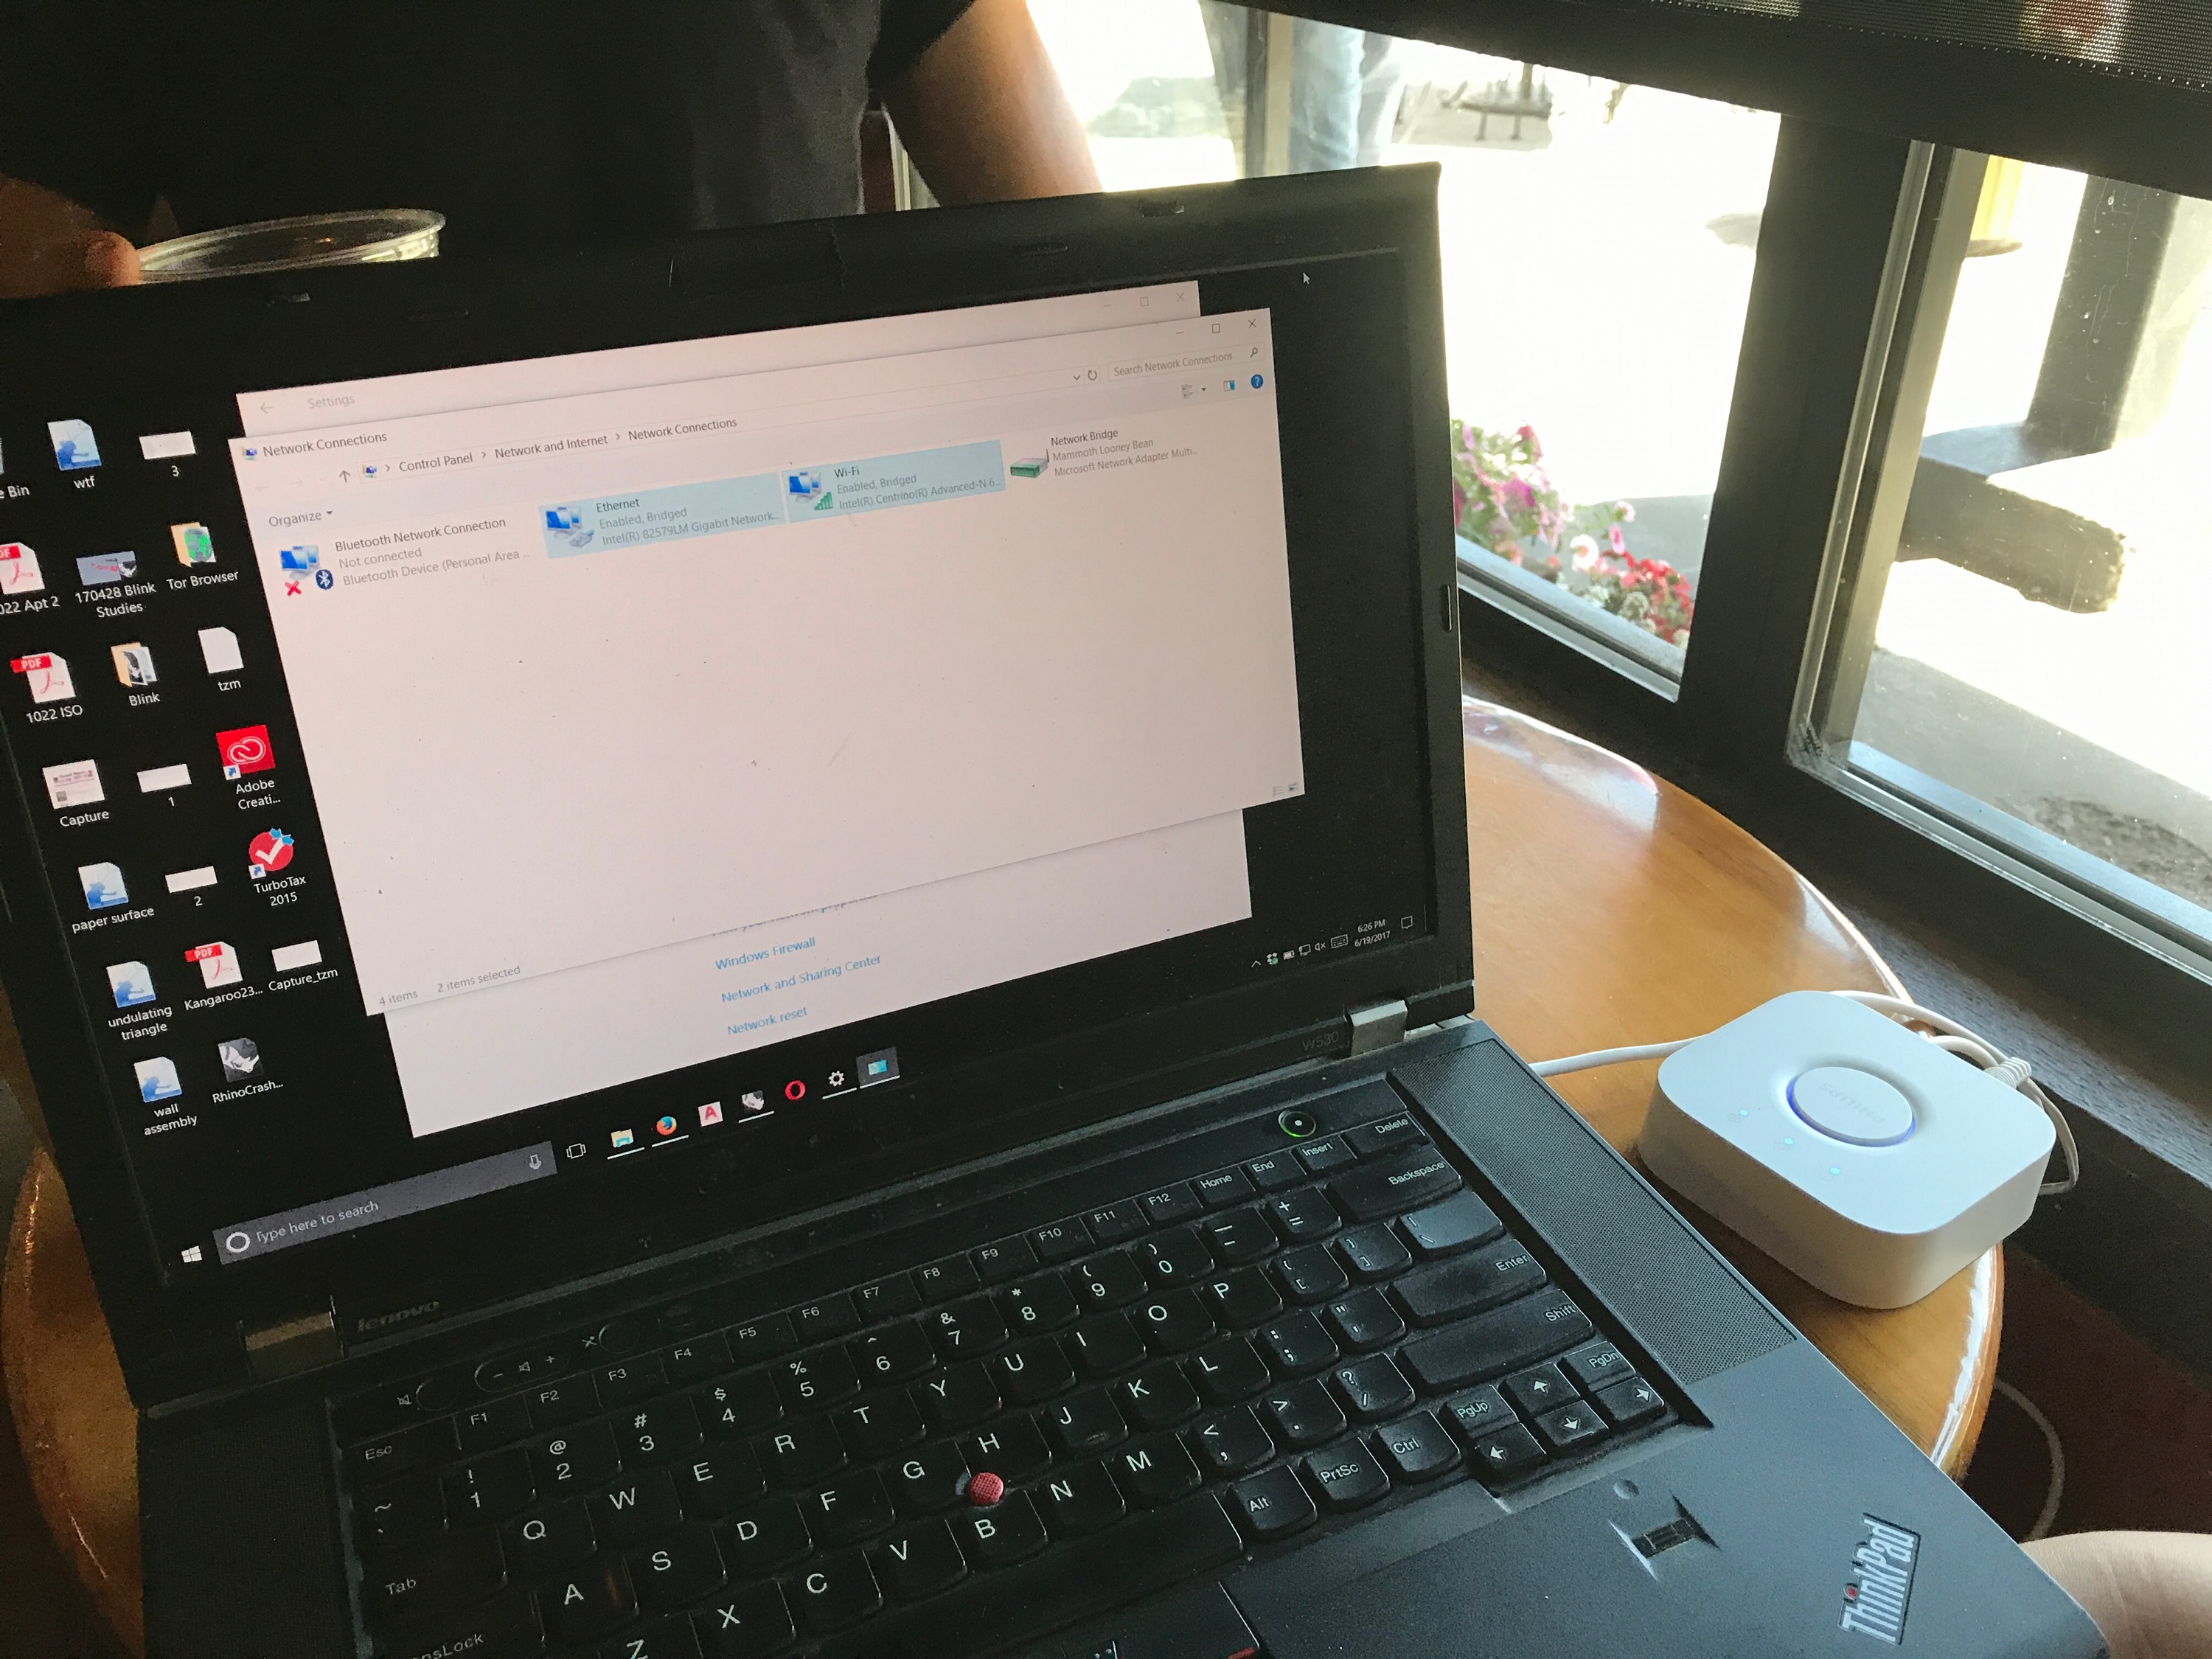 Settings
Network Connections
Control Panel > Network and Internet > Network Connections
Search Network Connections
Organize
Bluetooth Network Connection
Not connected
Bluetooth Device (Personal Area ...
Ethernet
Enabled, Bridged
Intel(R) 82579LM Gigabit Network...
Wi-Fi
Enabled, Bridged
Intel(R) Centrino(R) Advanced-N 6...
Network Bridge
Mammoth Looney Bean
Microsoft Network Adapter Multi...
4 items 2 items selected
Windows Firewall
Network and Sharing Center
Network reset
Bin
wtf
3
022 Apt 2
170428 Blink
Studies
Tor Browser
PDF
1022 ISO
Blink
tzm
Capture
1
Adobe
Creati...
paper surface
2
TurboTax
2015
undulating
triangle
PDF
Kangaroo23...
Capture_tzm
wall
assembly
RhinoCrash...
6:26 PM
6/19/2017
Type here to search
lenovo
W530
PHILIPS
Esc F1 F2 F3 F4 F5 F6 F7 F8 F9 F10 F11 F12 Home End Insert Delete
~ ` ! 1 @ 2 # 3 $ 4 % 5 ^ 6 & 7 * 8 ( 9 ) 0 — - + = Backspace
Tab Q W E R T Y U I O P { [ } ] | \
A S D F G H J K L : ; " ' Enter
Z X C V B N M < , > . ? / Shift
Alt PrtSc Ctrl PgUp PgDn
ThinkPad